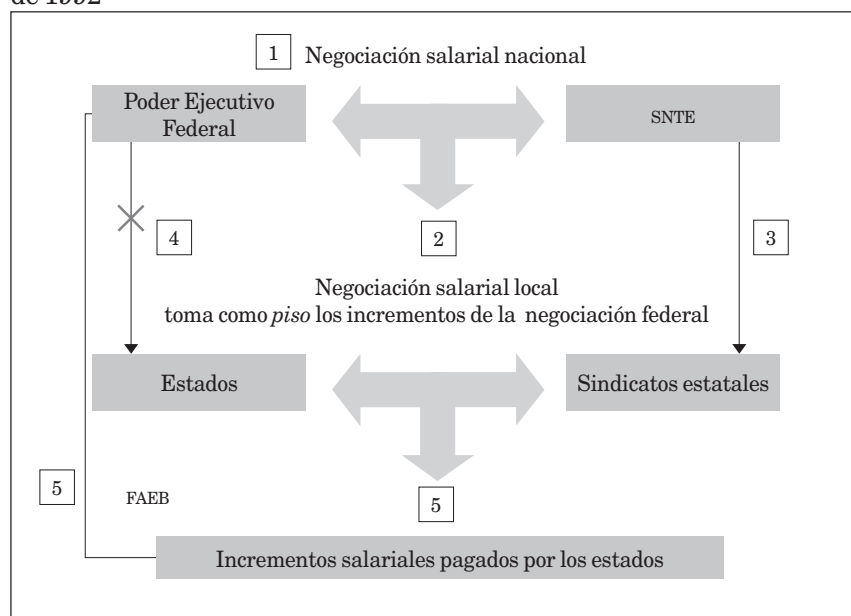 de 1992
1 Negociación salarial nacional
Poder Ejecutivo
Federal
SNTE
4
2
3
Negociación salarial local
toma como piso los incrementos de la negociación federal
Estados
Sindicatos estatales
5
FAEB
5
Incrementos salariales pagados por los estados